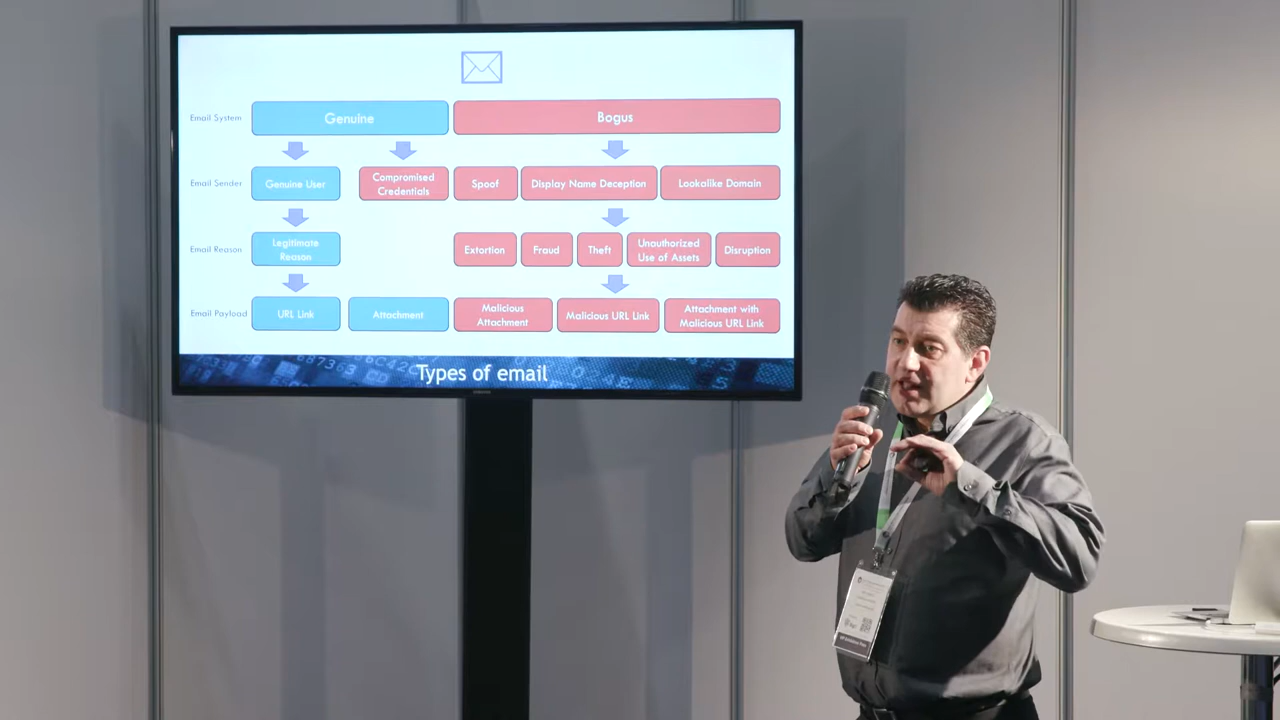 Email System
Genuine
Bogus
Email Sender
Genuine User
Compromised
Credentials
Spoof
Display Name Deception
Lookalike Domain
Email Reason
Legitimate
Reason
Extortion
Fraud
Theft
Unauthorized
Use of Assets
Disruption
Email Payload
URL Link
Attachment
Malicious
Attachment
Malicious URL Link
Attachment with
Malicious URL Link
Types of email